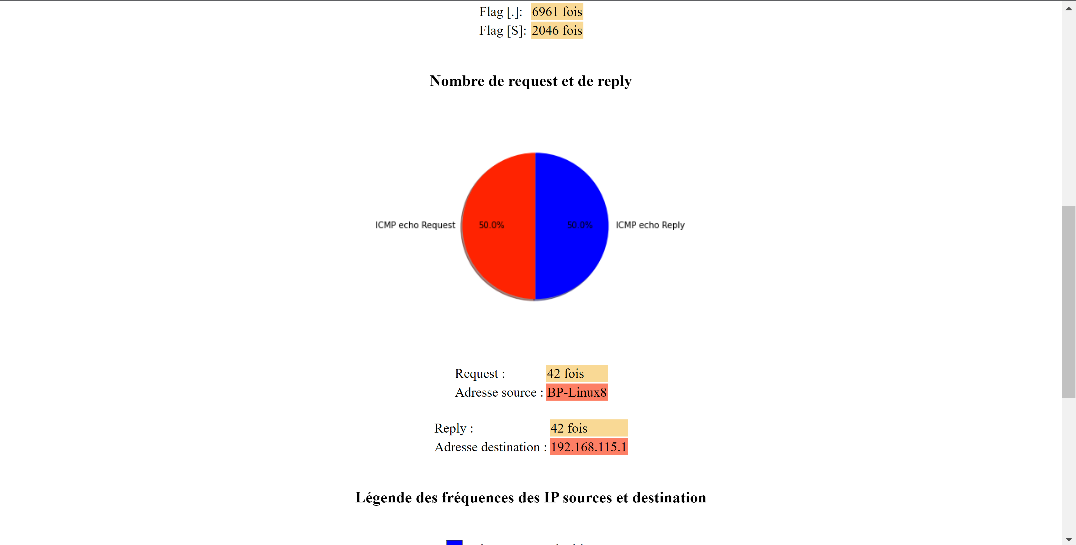 Flag [.]: 6961 fois
Flag [S]: 2046 fois
Nombre de request et de reply
ICMP echo Request 50.0% 50.0% ICMP echo Reply
Request : 42 fois
Adresse source : BP-Linux8
Reply : 42 fois
Adresse destination : 192.168.115.1
Légende des fréquences des IP sources et destination